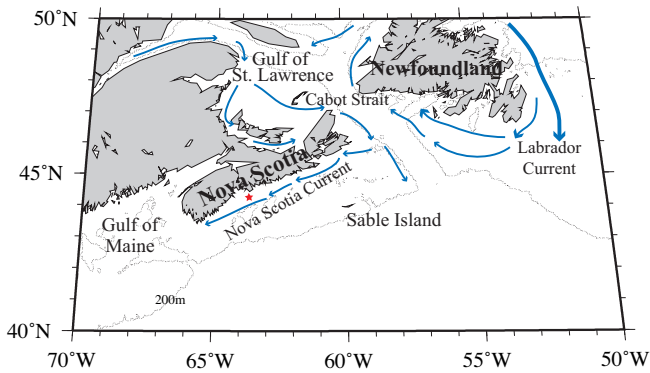 50˚N
Gulf of
St. Lawrence
Newfoundland
Cabot Strait
Labrador
Current
45˚N
Nova Scotia
Nova Scotia Current
Sable Island
Gulf of
Maine
200m
40˚N
70˚W 65˚W 60˚W 55˚W 50˚W